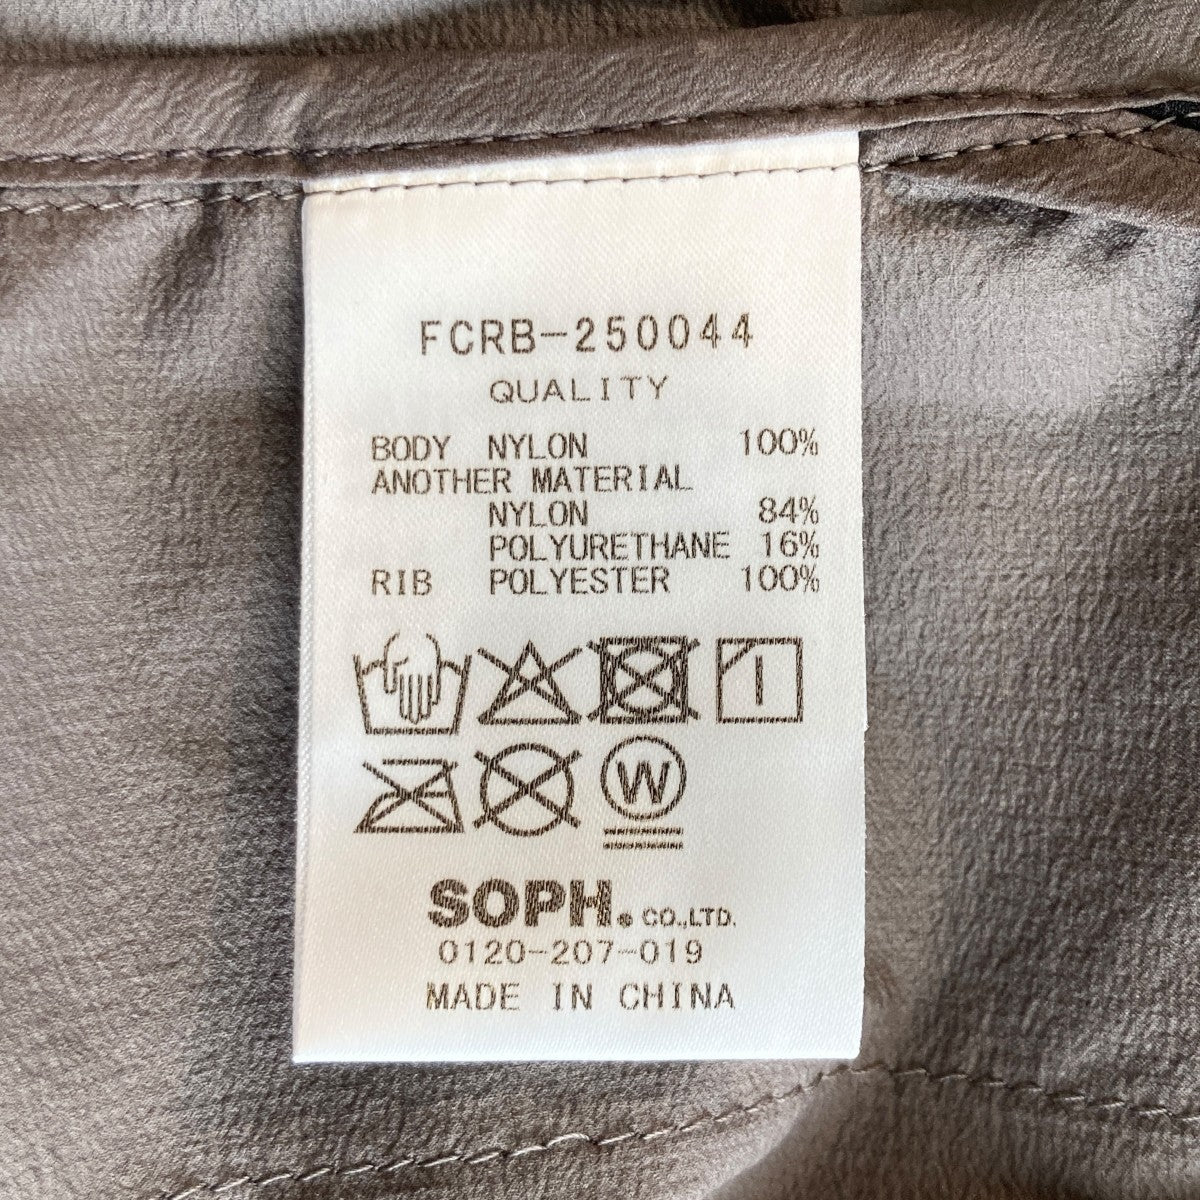 FCRB-250044
QUALITY
BODY NYLON 100%
ANOTHER MATERIAL
NYLON 84%
POLYURETHANE 16%
RIB POLYESTER 100%
W
SOPH. CO.,LTD.
0120-207-019
MADE IN CHINA